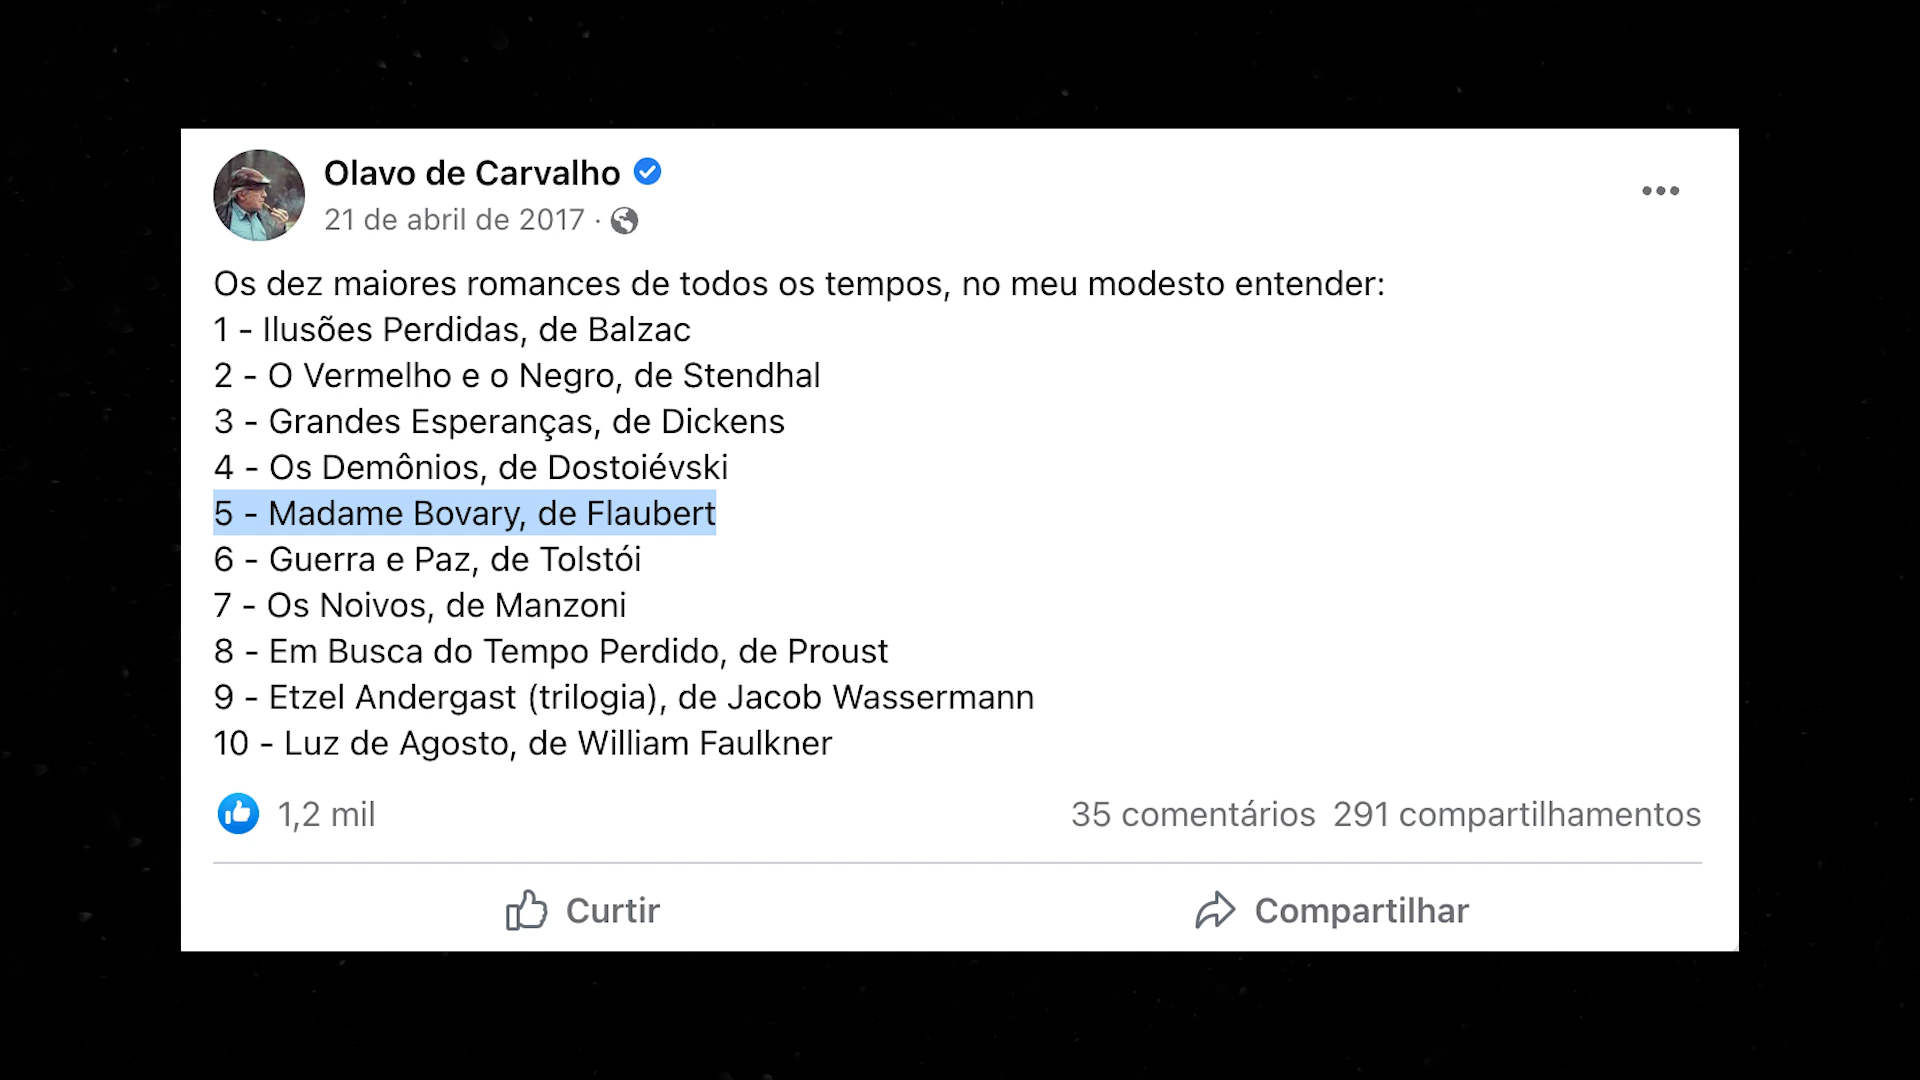 Olavo de Carvalho
21 de abril de 2017 ·
Os dez maiores romances de todos os tempos, no meu modesto entender:
1 - Ilusões Perdidas, de Balzac
2 - O Vermelho e o Negro, de Stendhal
3 - Grandes Esperanças, de Dickens
4 - Os Demônios, de Dostoiévski
5 - Madame Bovary, de Flaubert
6 - Guerra e Paz, de Tolstói
7 - Os Noivos, de Manzoni
8 - Em Busca do Tempo Perdido, de Proust
9 - Etzel Andergast (trilogia), de Jacob Wassermann
10 - Luz de Agosto, de William Faulkner
1,2 mil 35 comentários 291 compartilhamentos
Curtir Compartilhar